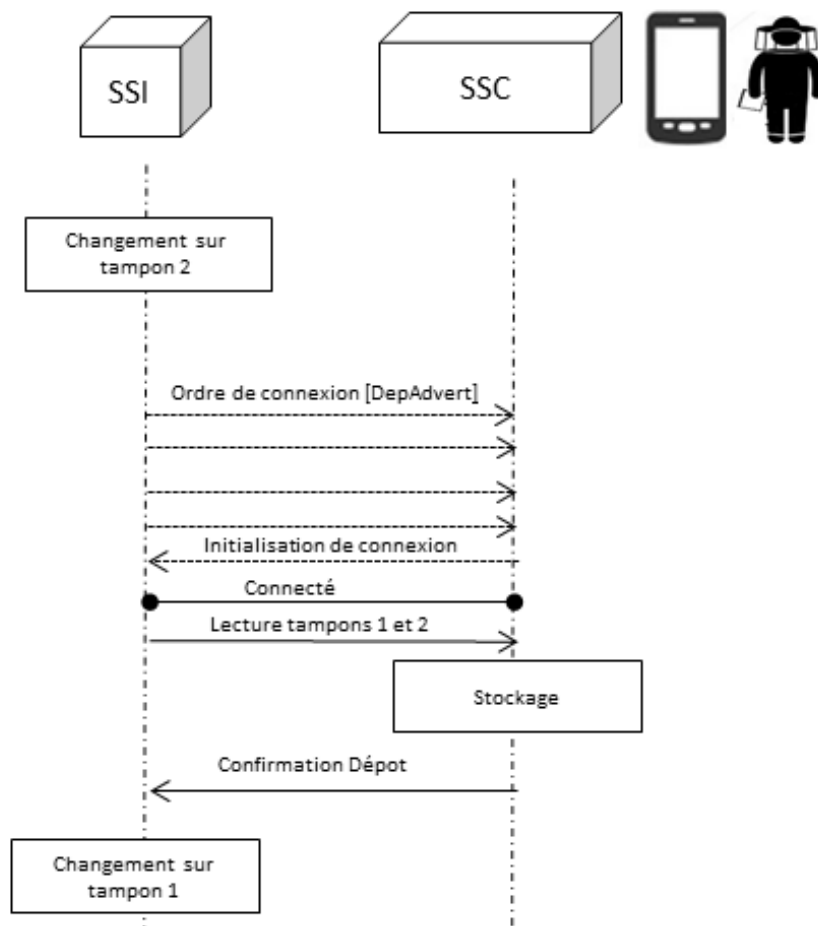 SSI
SSC
Changement sur
tampon 2
Ordre de connexion [DepAdvert]
Initialisation de connexion
Connecté
Lecture tampons 1 et 2
Stockage
Confirmation Dépot
Changement sur
tampon 1